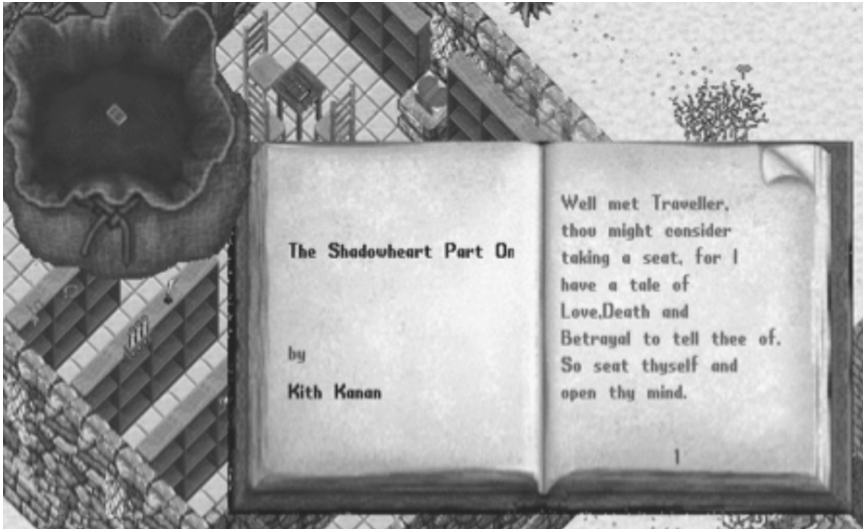 The Shadowheart Part On
by
Kith Kanan
Well met Traveller,
thou might consider
taking a seat, for I
have a tale of
Love,Death and
Betrayal to tell thee of.
So seat thyself and
open thy mind.
1